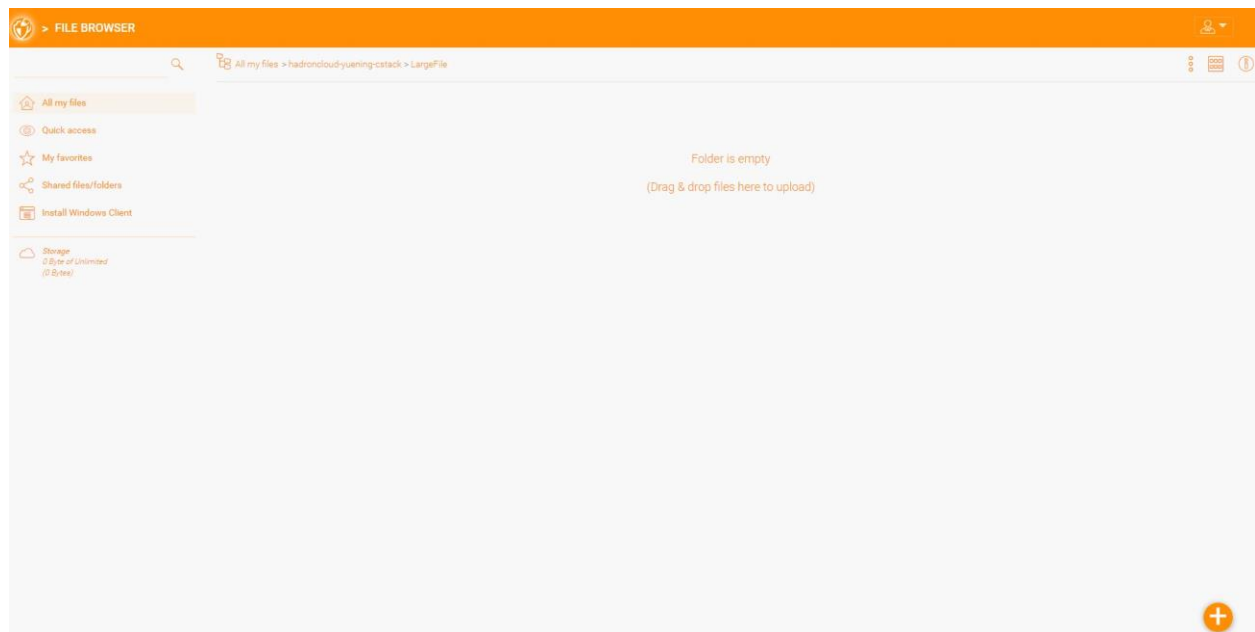 > FILE BROWSER
All my files > hadroncloud-yuening-cstack > LargeFile
All my files
Quick access
My favorites
Shared files/folders
Install Windows Client
Storage
0 Byte of Unlimited
(0 Bytes)
Folder is empty
(Drag & drop files here to upload)